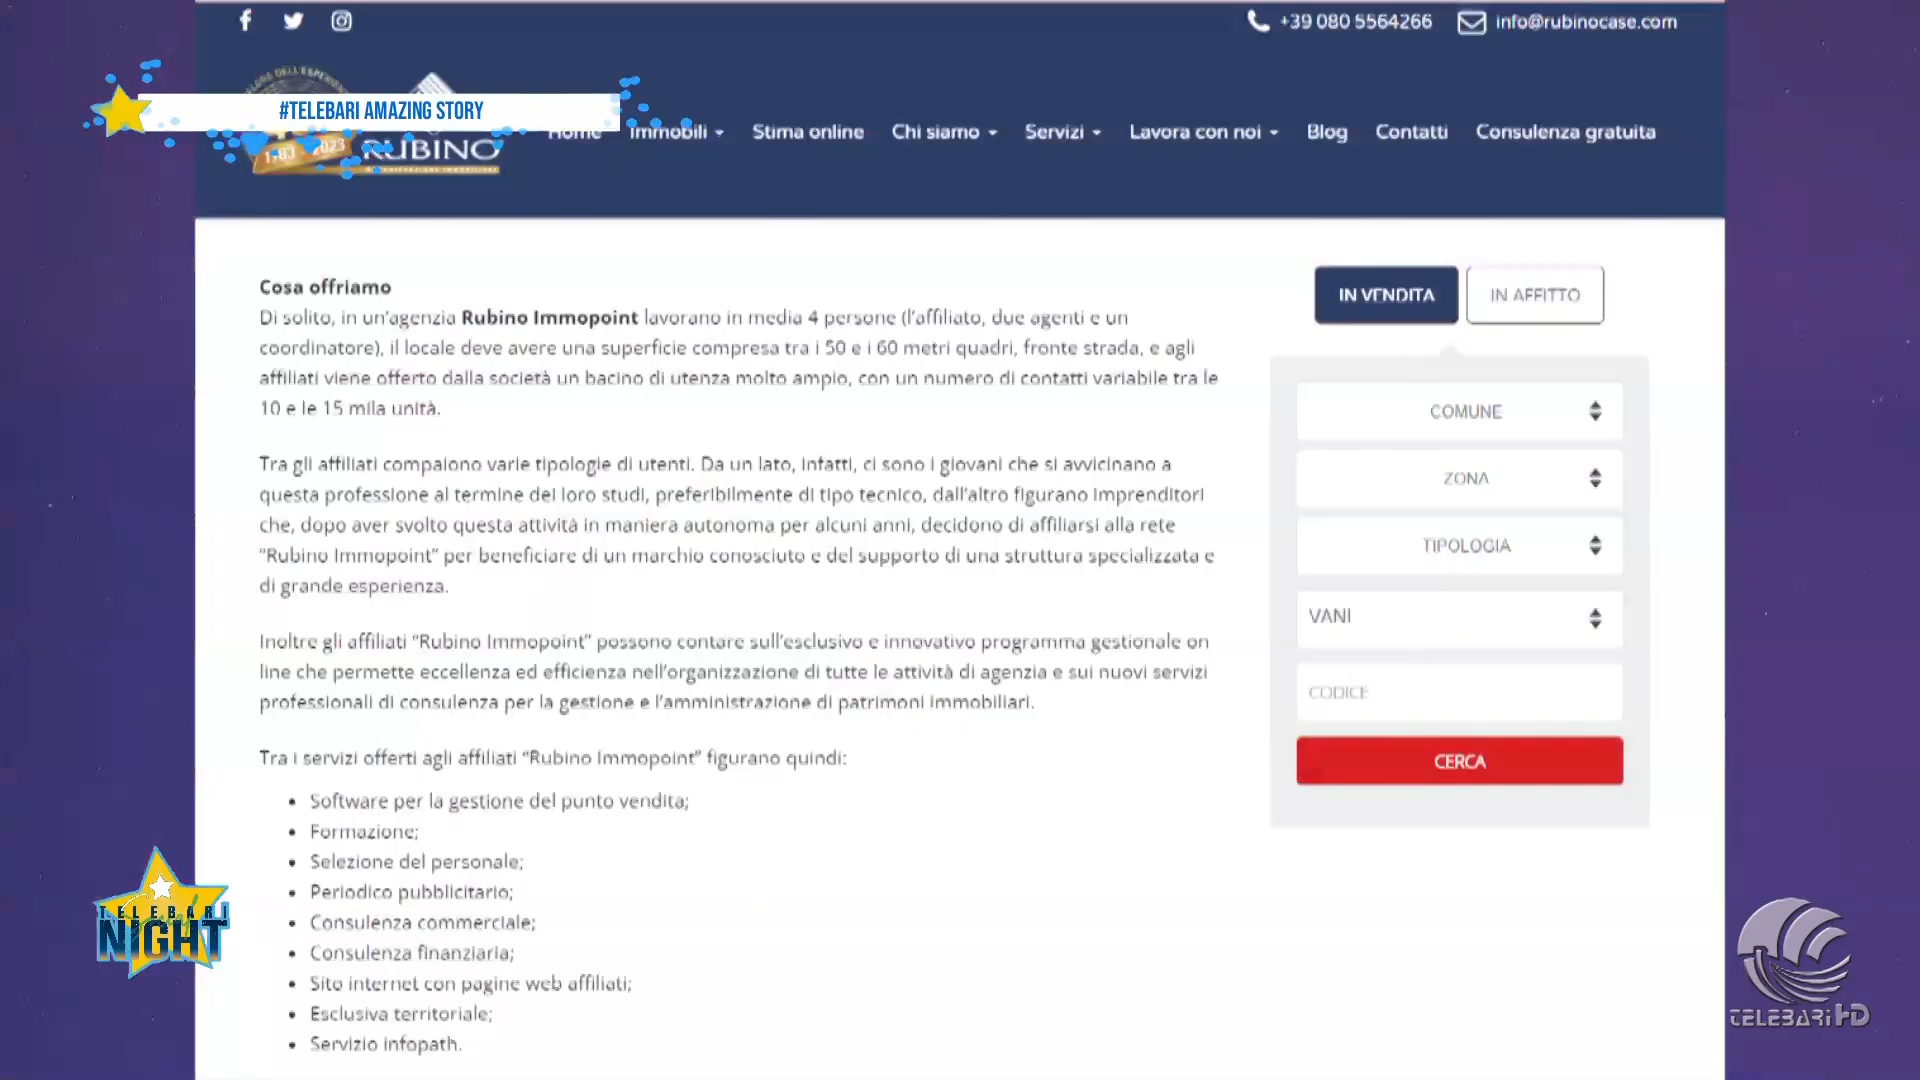 +39 080 5564266 info@rubinocase.com
#TELEBARI AMAZING STORY
Home Immobili Stima online Chi siamo Servizi Lavora con noi Blog Contatti Consulenza gratuita
2023 RUBINO
Cosa offriamo
Di solito, in un'agenzia Rubino Immopoint lavorano in media 4 persone (l'affiliato, due agenti e un
coordinatore), il locale deve avere una superficie compresa tra i 50 e i 60 metri quadri, fronte strada, e agli
affiliati viene offerto dalla società un bacino di utenza molto ampio, con un numero di contatti variabile tra le
10 e le 15 mila unità.
Tra gli affiliati compaiono varie tipologie di utenti. Da un lato, infatti, ci sono i giovani che si avvicinano a
questa professione al termine dei loro studi, preferibilmente di tipo tecnico, dall'altro figurano imprenditori
che, dopo aver svolto questa attività in maniera autonoma per alcuni anni, decidono di affiliarsi alla rete
“Rubino Immopoint” per beneficiare di un marchio conosciuto e del supporto di una struttura specializzata e
di grande esperienza.
Inoltre gli affiliati “Rubino Immopoint” possono contare sull'esclusivo e innovativo programma gestionale on
line che permette eccellenza ed efficienza nell'organizzazione di tutte le attività di agenzia e sui nuovi servizi
professionali di consulenza per la gestione e l'amministrazione di patrimoni immobiliari.
Tra i servizi offerti agli affiliati “Rubino Immopoint” figurano quindi:
• Software per la gestione del punto vendita;
• Formazione;
• Selezione del personale;
• Periodico pubblicitario;
• Consulenza commerciale;
• Consulenza finanziaria;
• Sito internet con pagine web affiliati;
• Esclusiva territoriale;
• Servizio infopath.
IN VENDITA IN AFFITTO
COMUNE
ZONA
TIPOLOGIA
VANI
CODICE
CERCA
TELEBARI
NIGHT
TELEBARI HD